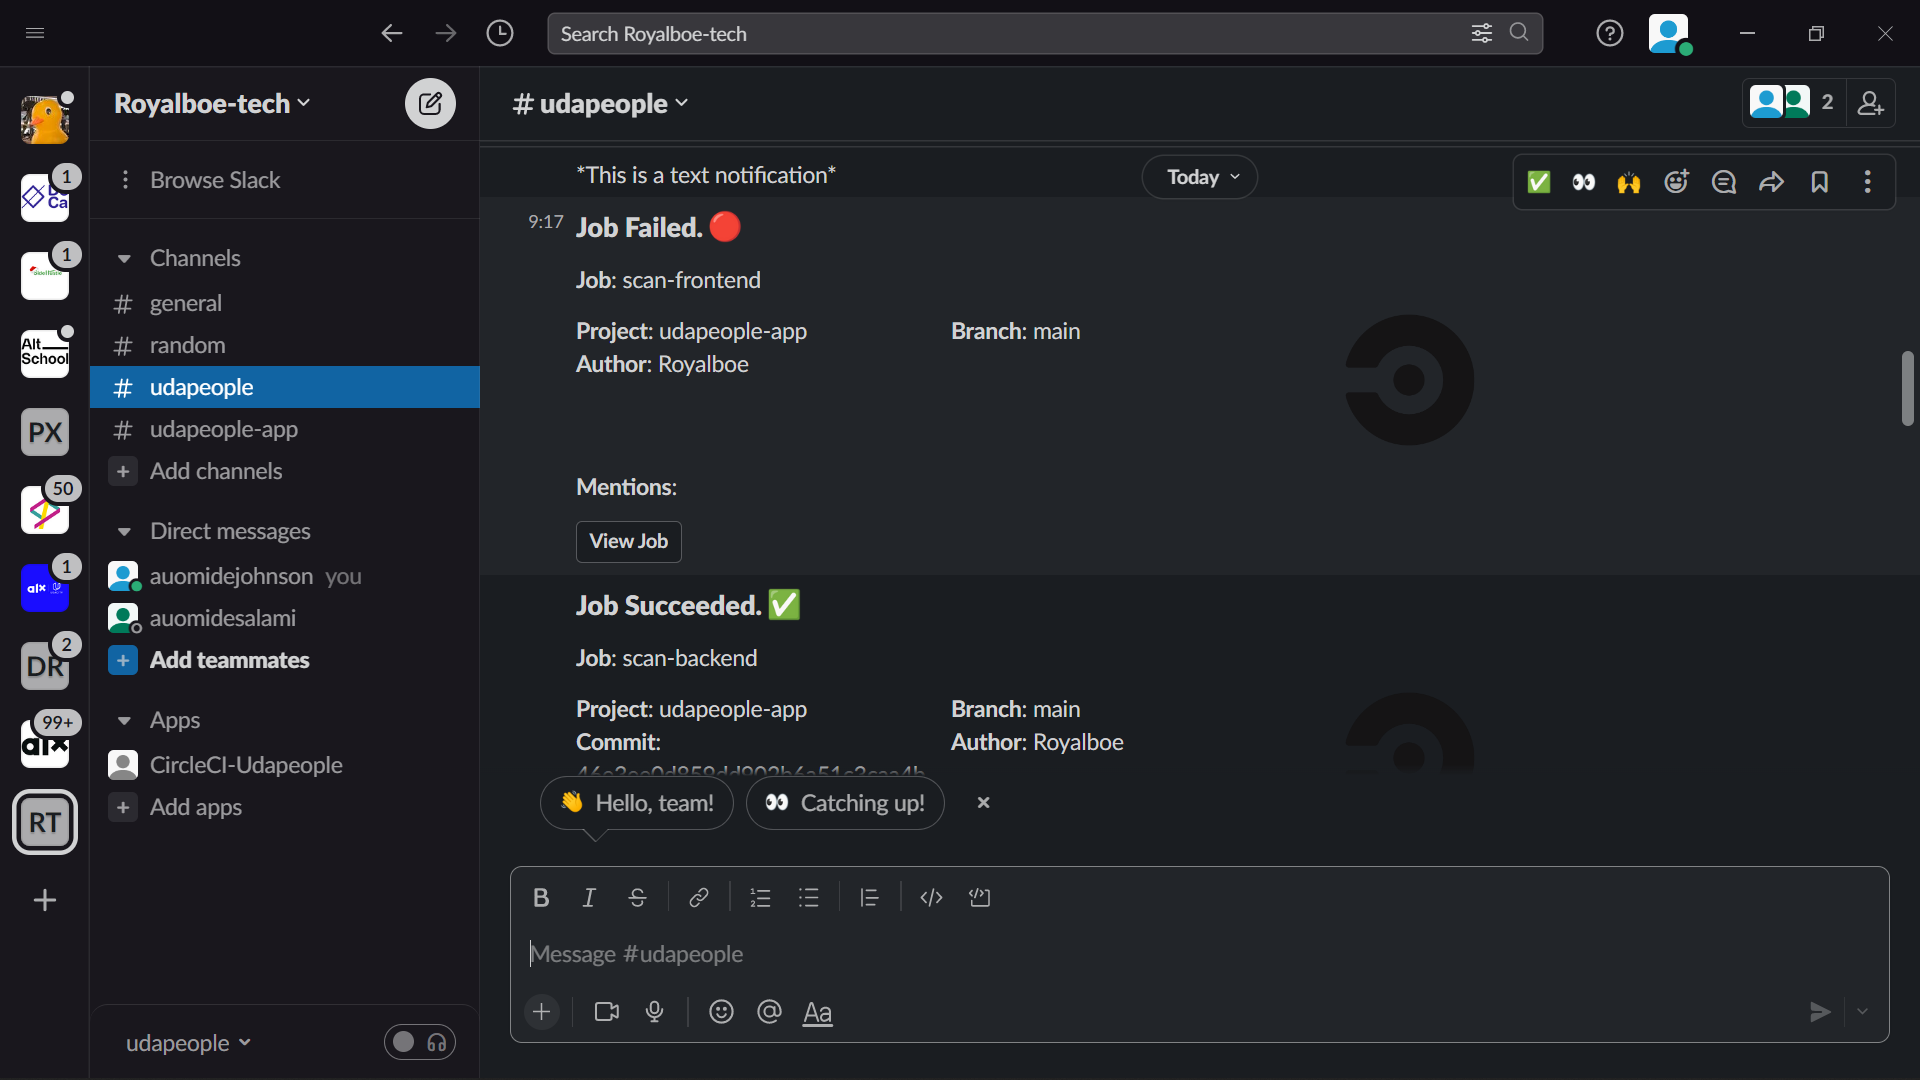 Search Royalboe-tech
Royalboe-tech
# udapeople
2
Browse Slack
*This is a text notification*
Today
1
1
Alt
School
PX
50
1
alx
2
DR
99+
alx
RT
Channels
# general
# random
# udapeople
# udapeople-app
+ Add channels
Direct messages
auomidejohnson you
auomidesalami
+ Add teammates
Apps
CircleCI-Udapeople
+ Add apps
udapeople
9:17 Job Failed. 🔴
Job: scan-frontend
Project: udapeople-app Branch: main
Author: Royalboe
Mentions:
View Job
Job Succeeded. ✅
Job: scan-backend
Project: udapeople-app Branch: main
Commit: Author: Royalboe
👋 Hello, team! 👀 Catching up!
Message #udapeople